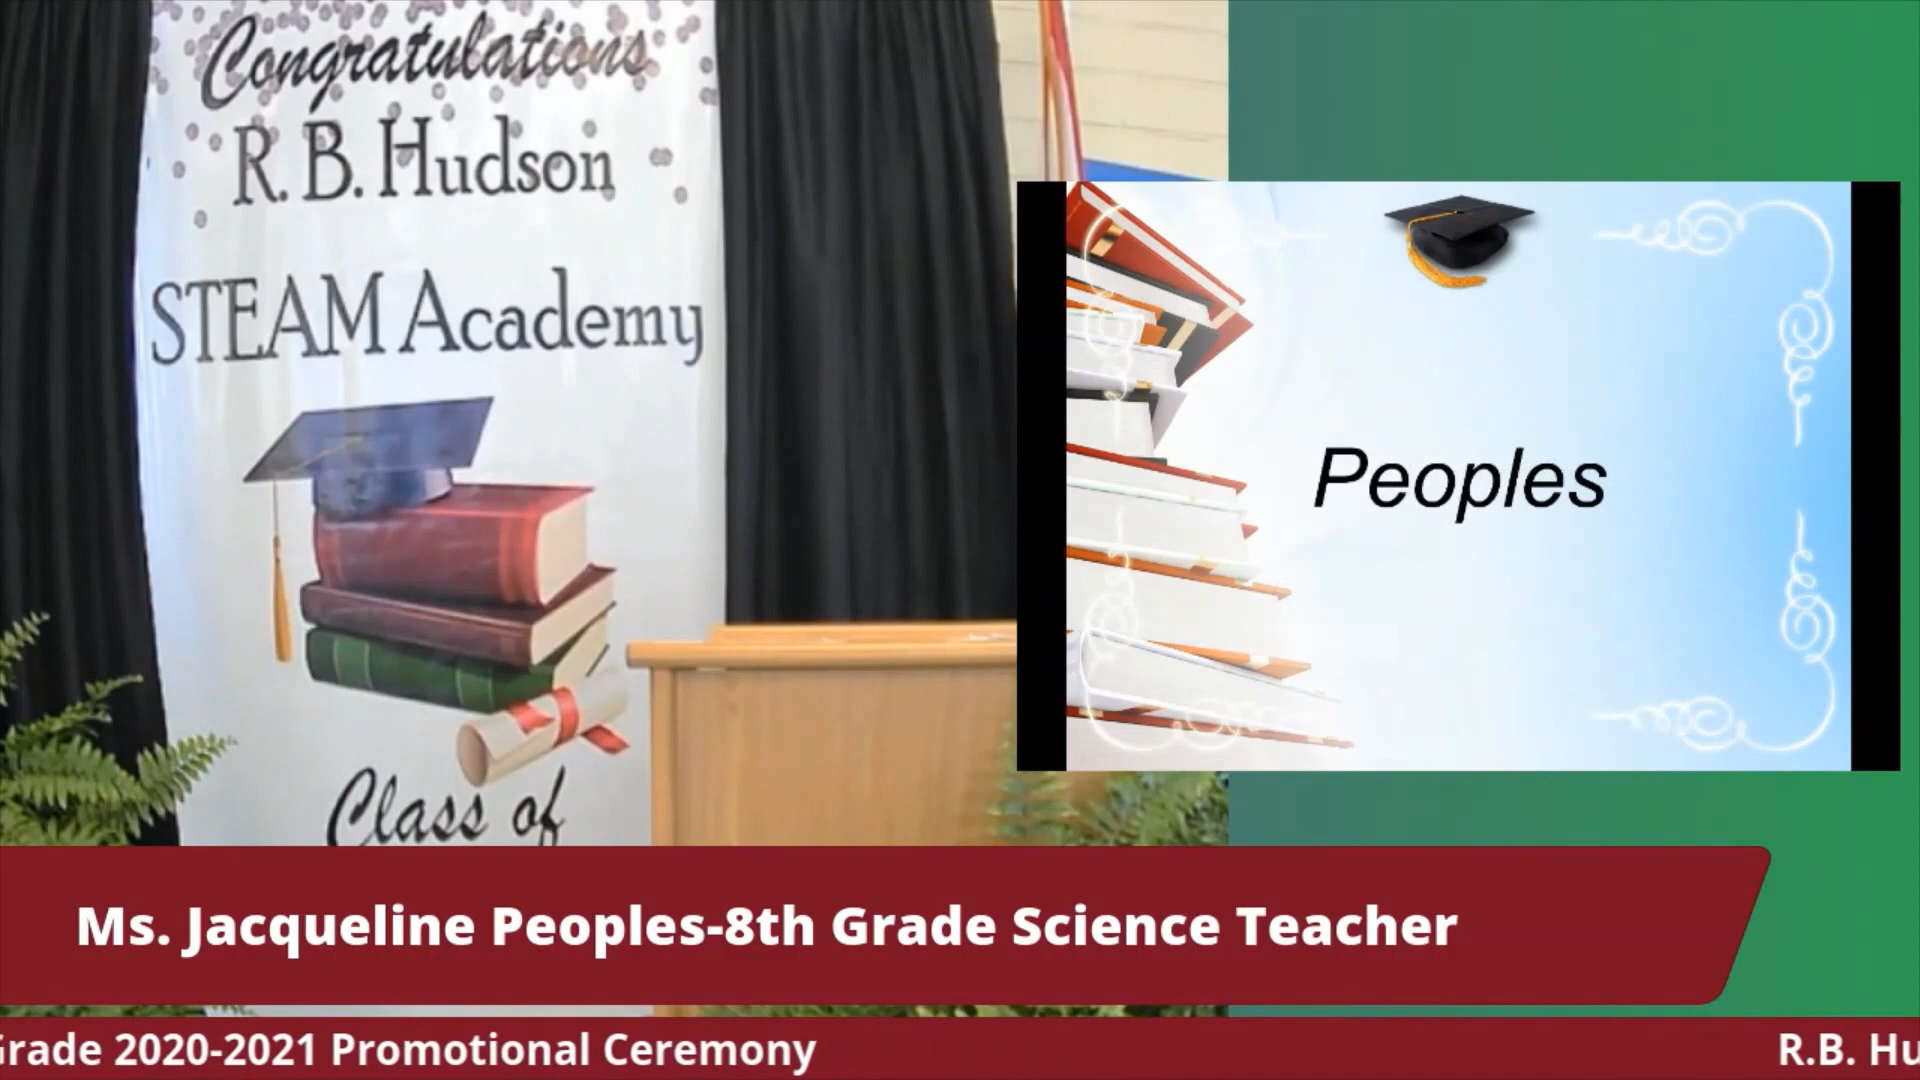 Congratulations
R. B. Hudson
STEAM Academy
Class of
Peoples
Ms. Jacqueline Peoples-8th Grade Science Teacher
Grade 2020-2021 Promotional Ceremony
R.B. Hu